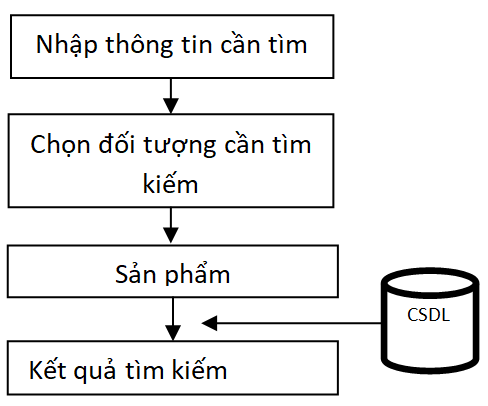 Nhập thông tin cần tìm
Chọn đối tượng cần tìm
kiếm
Sản phẩm
CSDL
Kết quả tìm kiếm